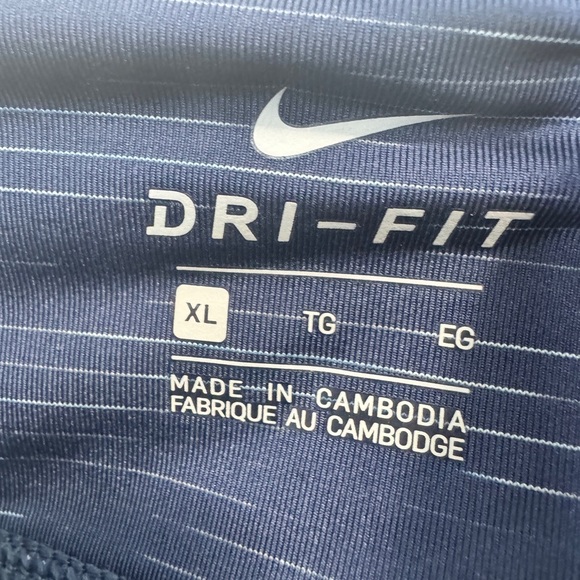 DRI-FIT
XL TG EG
MADE IN CAMBODIA
FABRIQUE AU CAMBODGE